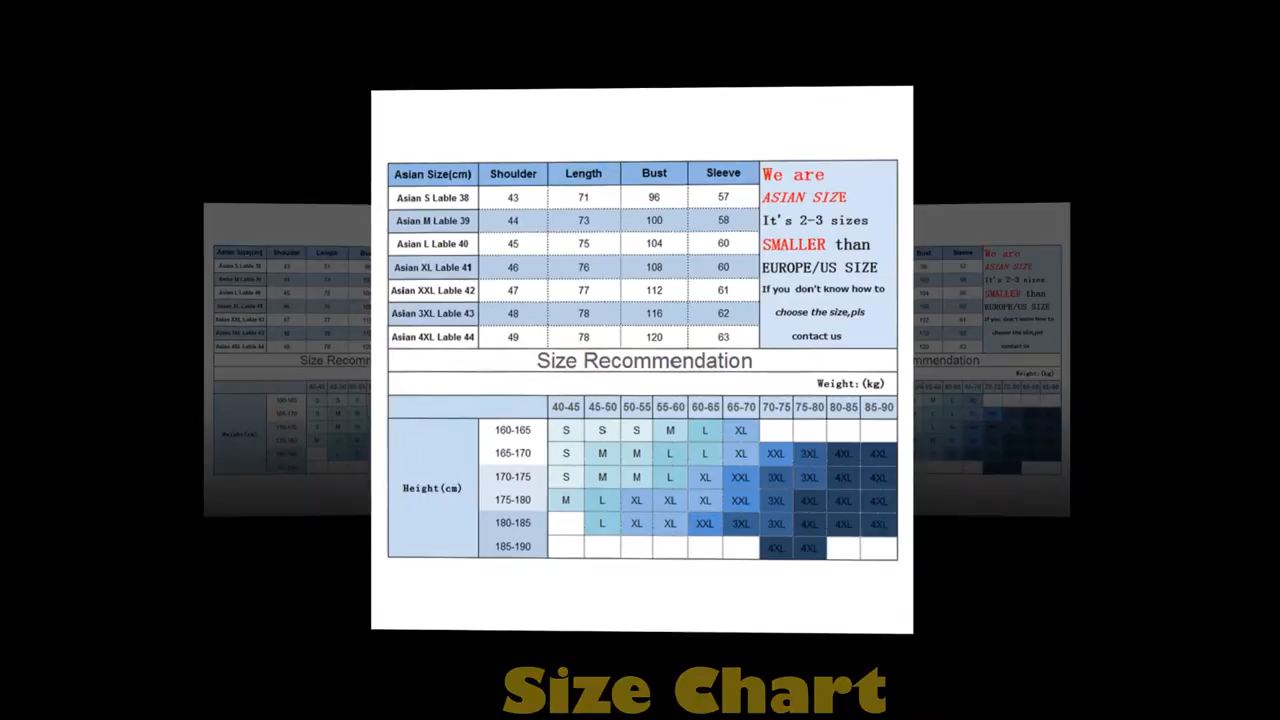 Asian Size(cm) Shoulder Length Bust Sleeve
Asian S Lable 38 43 71 96 57
Asian M Lable 39 44 73 100 58
Asian L Lable 40 45 75 104 60
Asian XL Lable 41 46 76 108 60
Asian XXL Lable 42 47 77 112 61
Asian 3XL Lable 43 48 78 116 62
Asian 4XL Lable 44 49 78 120 63
We are
ASIAN SIZE
It's 2-3 sizes
SMALLER than
EUROPE/US SIZE
If you don't know how to
choose the size,pls
contact us
Size Recommendation
Weight:(kg)
40-45 45-50 50-55 55-60 60-65 65-70 70-75 75-80 80-85 85-90
Height(cm)
160-165 S S S M L XL
165-170 S M M L L XL XXL 3XL 4XL 4XL
170-175 S M M L XL XXL 3XL 3XL 4XL 4XL
175-180 M L XL XL XL XXL 3XL 4XL 4XL 4XL
180-185 L XL XL XXL 3XL 3XL 4XL 4XL 4XL
185-190 4XL 4XL
Size Chart